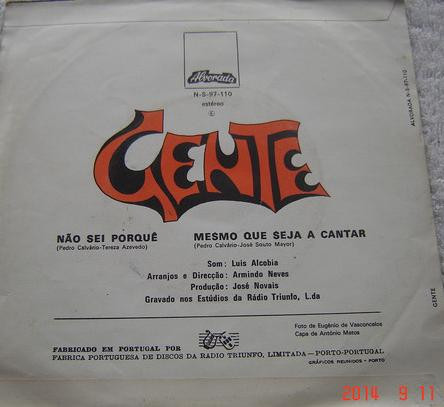 Alvorada
N-S-97-110
estéreo
GENTE
NÃO SEI PORQUÊ
(Pedro Calvário-Tereza Azevedo)
MESMO QUE SEJA A CANTAR
(Pedro Calvário-José Souto Mayor)
Som: Luis Alcobia
Arranjos e Direcção: Armindo Neves
Produção: José Novais
Gravado nos Estúdios da Rádio Triunfo, L.da
Foto de Eugénio de Vasconcelos
Capa de António Matos
FABRICADO EM PORTUGAL POR
FABRICA PORTUGUESA DE DISCOS DA RADIO TRIUNFO, LIMITADA—PORTO-PORTUGAL
GRÁFICOS REUNIDOS - PORTO
ALVORADA N-S-97-110
GENTE
2014 9 11